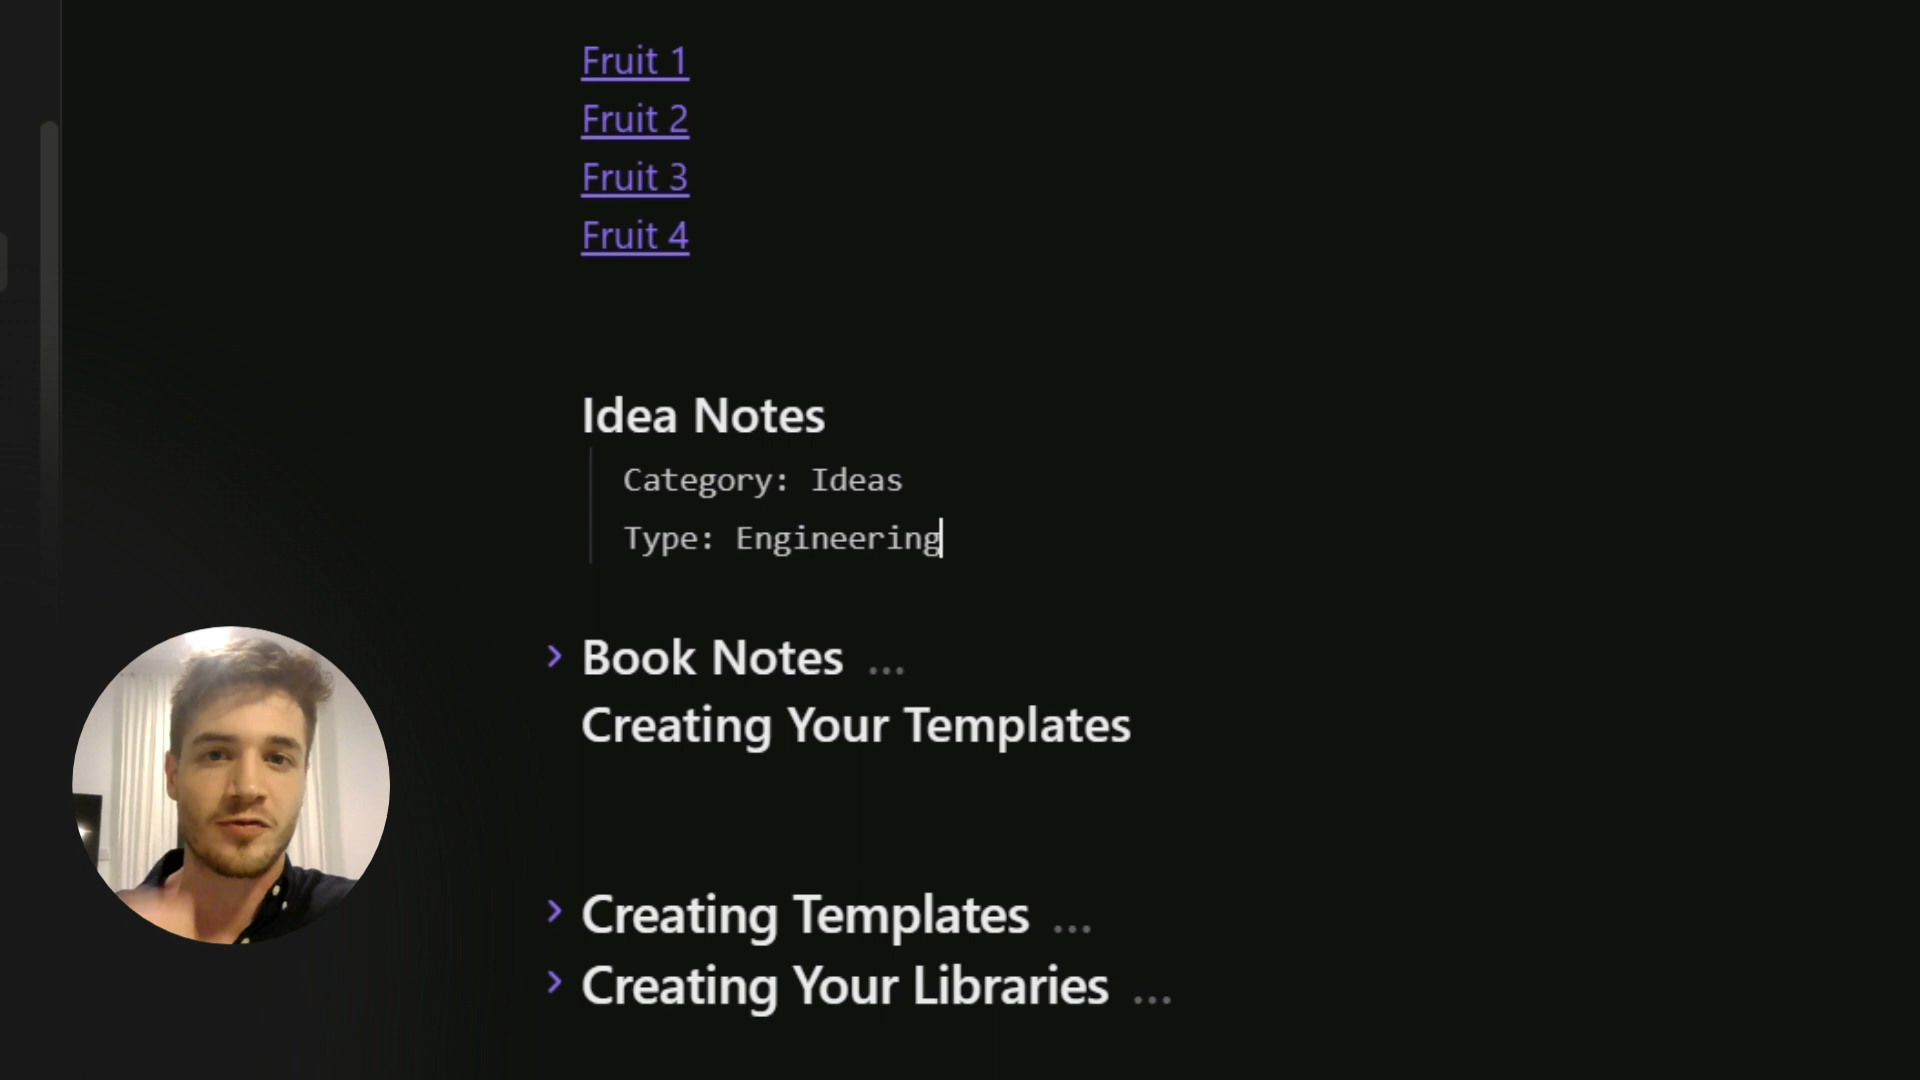 Fruit 1
Fruit 2
Fruit 3
Fruit 4
Idea Notes
Category: Ideas
Type: Engineering
Book Notes ...
Creating Your Templates
Creating Templates ...
Creating Your Libraries ...